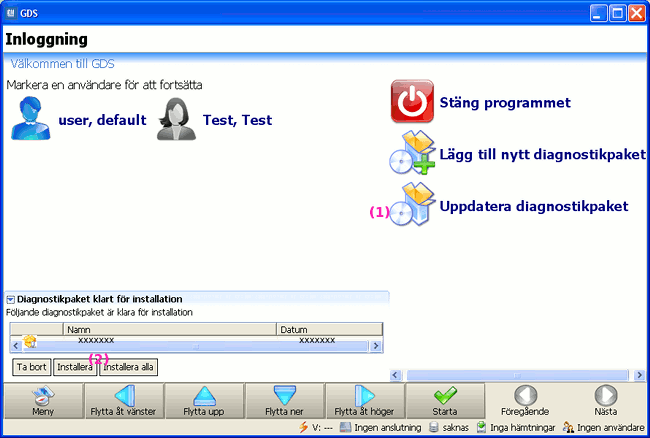 GDS
Inloggning
Välkommen till GDS
Markera en användare för att fortsätta
user, default
Test, Test
Stäng programmet
Lägg till nytt diagnostikpaket
(1) Uppdatera diagnostikpaket
Diagnostikpaket klart för installation
Följande diagnostikpaket är klara för installation
Namn Datum
xxxxxxx xxxxxxx
(2)
Ta bort Installera Installera alla
Meny Flytta åt vänster Flytta upp Flytta ner Flytta åt höger Starta Föregående Nästa
V: --- Ingen anslutning saknas Inga hämtningar Ingen användare